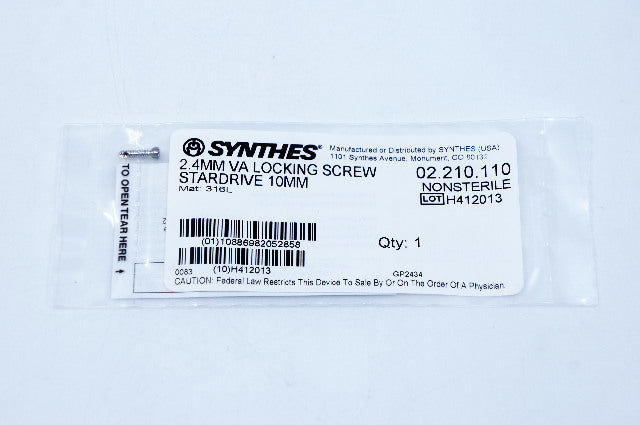 SYNTHES®
Manufactured or Distributed by SYNTHES (USA)
1101 Synthes Avenue, Monument, CO 80132
2.4MM VA LOCKING SCREW
STARDRIVE 10MM
Mat: 316L
02.210.110
NONSTERILE
LOT H412013
(01)10886982052858
Qty: 1
(10)H412013
0083
GP2434
CAUTION: Federal Law Restricts This Device To Sale By Or On The Order Of A Physician.
TO OPEN TEAR HERE